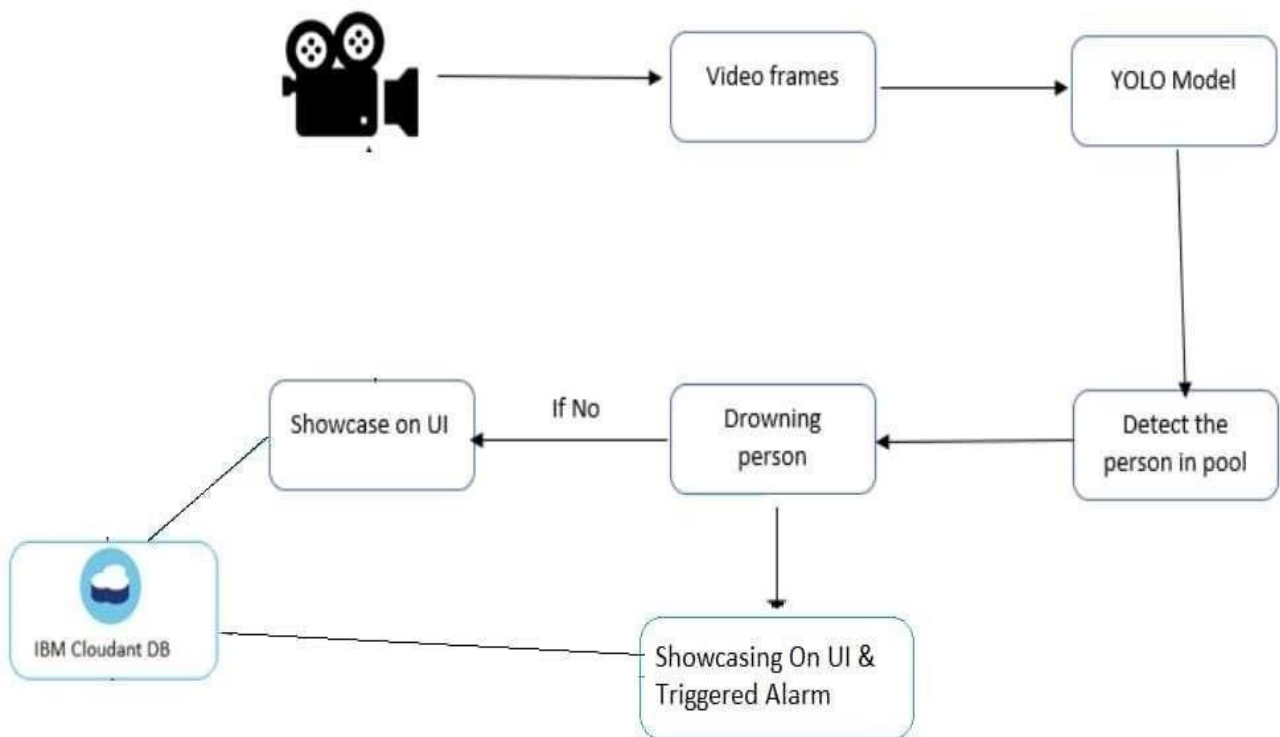 Video frames
YOLO Model
Showcase on UI
If No
Drowning
person
Detect the
person in pool
IBM Cloudant DB
Showcasing On UI &
Triggered Alarm